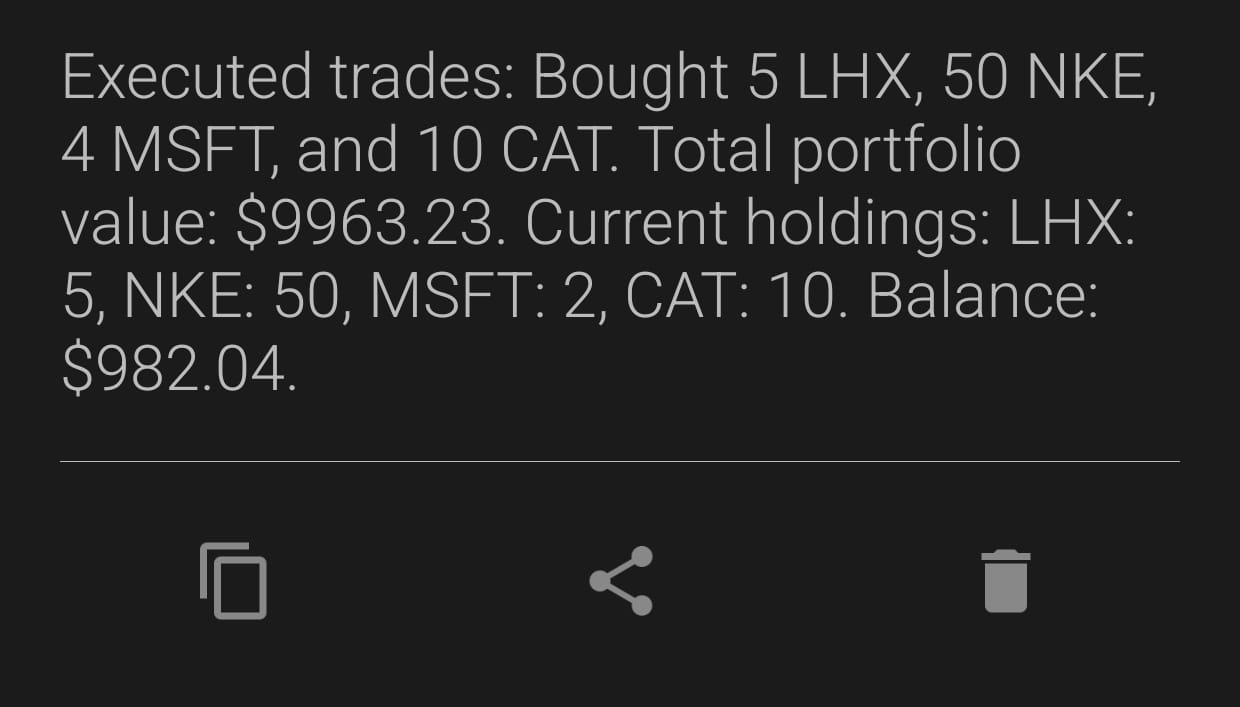 Executed trades: Bought 5 LHX, 50 NKE,
4 MSFT, and 10 CAT. Total portfolio
value: $9963.23. Current holdings: LHX:
5, NKE: 50, MSFT: 2, CAT: 10. Balance:
$982.04.